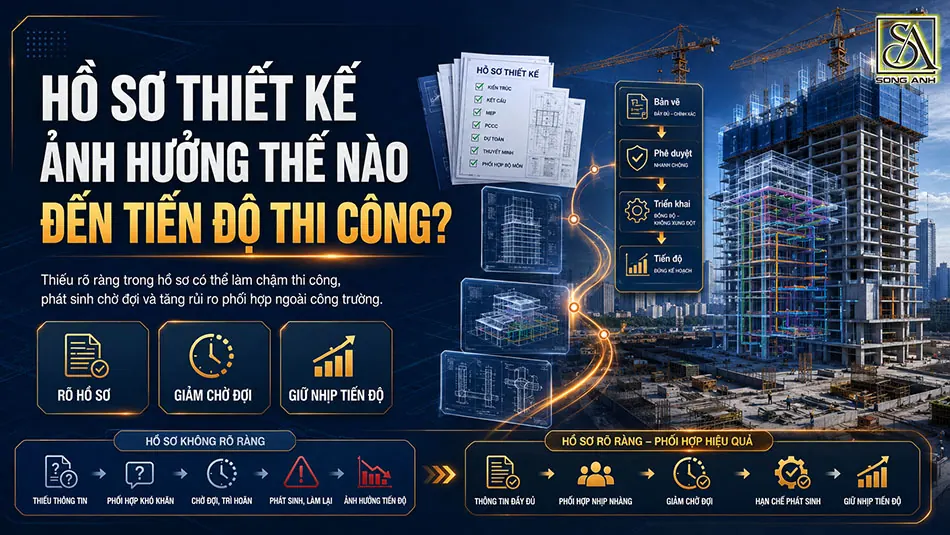 SA
SONG ANH
HỒ SƠ THIẾT KẾ
ẢNH HƯỞNG THẾ NÀO
ĐẾN TIẾN ĐỘ THI CÔNG?
Thiếu rõ ràng trong hồ sơ có thể làm chậm thi công,
phát sinh chờ đợi và tăng rủi ro phối hợp ngoài công trường.
RÕ HỒ SƠ
GIẢM CHỜ ĐỢI
GIỮ NHỊP TIẾN ĐỘ
HỒ SƠ THIẾT KẾ
KIẾN TRÚC
KẾT CẤU
MEP
PCCC
DỰ TOÁN
THUYẾT MINH
PHỐI HỢP BỘ MÔN
Bản vẽ
ĐẦY ĐỦ – CHÍNH XÁC
Phê duyệt
NHANH CHÓNG
Triển khai
ĐỒNG BỘ –
KHÔNG XUNG ĐỘT
Tiến độ
ĐÚNG KẾ HOẠCH
HỒ SƠ KHÔNG RÕ RÀNG
THIẾU THÔNG TIN
PHỐI HỢP KHÓ KHĂN
CHỜ ĐỢI, TRÌ HOÃN
PHÁT SINH, LÀM LẠI
ẢNH HƯỞNG TIẾN ĐỘ
HỒ SƠ RÕ RÀNG – PHỐI HỢP HIỆU QUẢ
THÔNG TIN ĐẦY ĐỦ
PHỐI HỢP NHỊP NHÀNG
GIẢM CHỜ ĐỢI
HẠN CHẾ PHÁT SINH
GIỮ NHỊP TIẾN ĐỘ